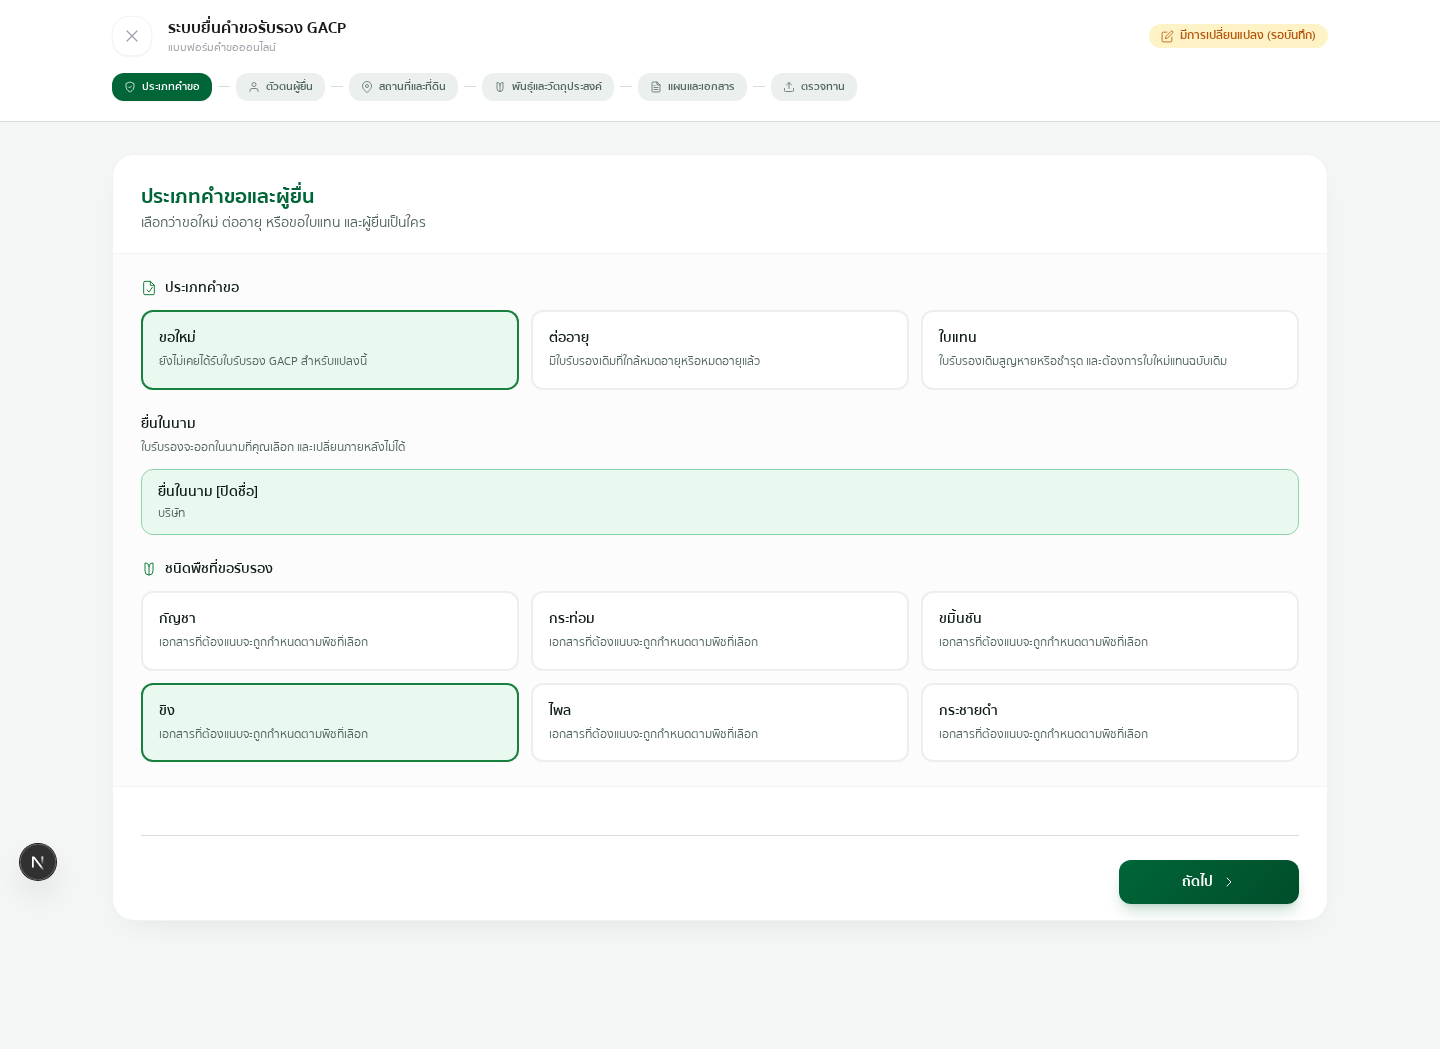 ระบบยื่นคำขอรับรอง GACP
แบบฟอร์มคำขอออนไลน์
มีการเปลี่ยนแปลง (รอบันทึก)
ประเภทคำขอ
ตัวตนผู้ยื่น
สถานที่และที่ดิน
พันธุ์และวัตถุประสงค์
แผนและเอกสาร
ตรวจทาน
ประเภทคำขอและผู้ยื่น
เลือกว่าขอใหม่ ต่ออายุ หรือขอใบแทน และผู้ยื่นเป็นใคร
ประเภทคำขอ
ขอใหม่
ยังไม่เคยได้รับใบรับรอง GACP สำหรับแปลงนี้
ต่ออายุ
มีใบรับรองเดิมที่ใกล้หมดอายุหรือหมดอายุแล้ว
ใบแทน
ใบรับรองเดิมสูญหายหรือชำรุด และต้องการใบใหม่แทนฉบับเดิม
ยื่นในนาม
ใบรับรองจะออกในนามที่คุณเลือก และเปลี่ยนภายหลังไม่ได้
ยื่นในนาม [ปิดชื่อ]
บริษัท
ชนิดพืชที่ขอรับรอง
กัญชา
เอกสารที่ต้องแนบจะถูกกำหนดตามพืชที่เลือก
กระท่อม
เอกสารที่ต้องแนบจะถูกกำหนดตามพืชที่เลือก
ขมิ้นชัน
เอกสารที่ต้องแนบจะถูกกำหนดตามพืชที่เลือก
ขิง
เอกสารที่ต้องแนบจะถูกกำหนดตามพืชที่เลือก
ไพล
เอกสารที่ต้องแนบจะถูกกำหนดตามพืชที่เลือก
กระชายดำ
เอกสารที่ต้องแนบจะถูกกำหนดตามพืชที่เลือก
N
ถัดไป